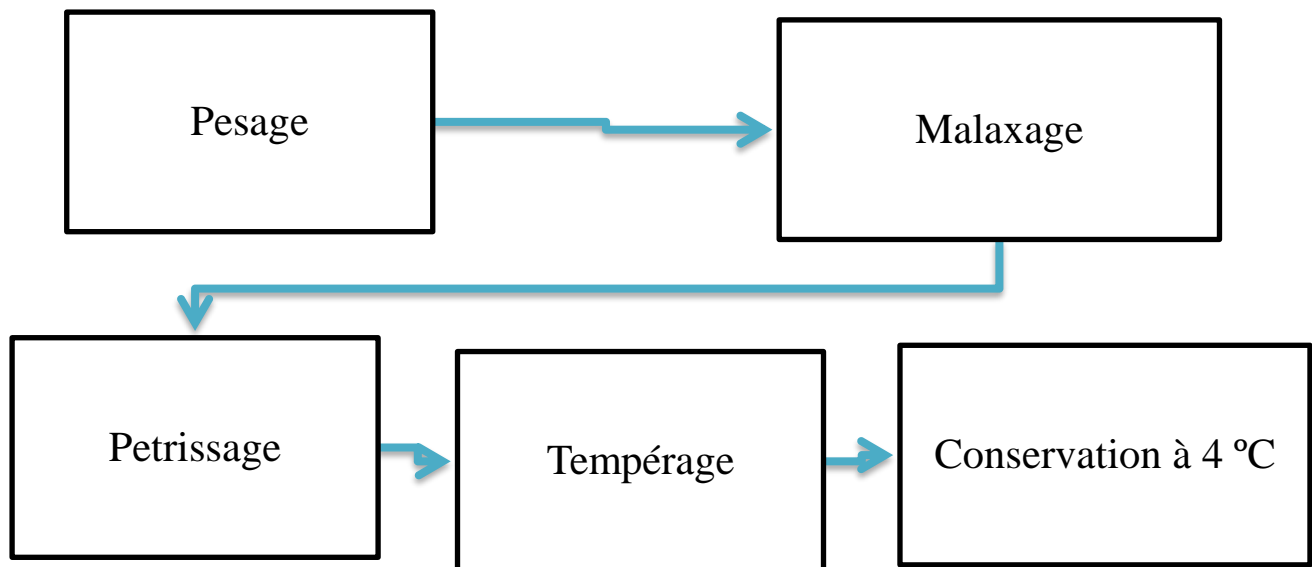 Pesage
Malaxage
Petrissage
Tempérage
Conservation à 4 ºC